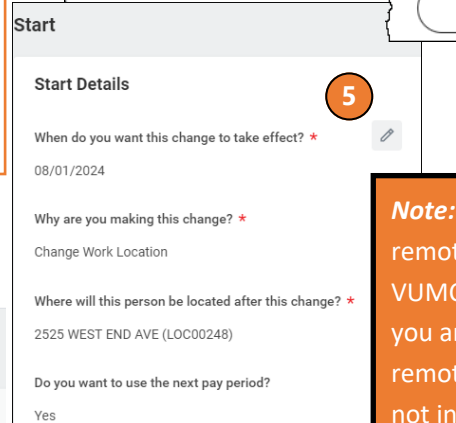 Start
Start Details
5
When do you want this change to take effect? *
08/01/2024
Why are you making this change? *
Change Work Location
Where will this person be located after this change? *
2525 WEST END AVE (LOC00248)
Do you want to use the next pay period?
Yes
Note:
remot
VUMC
you ar
remot
not in